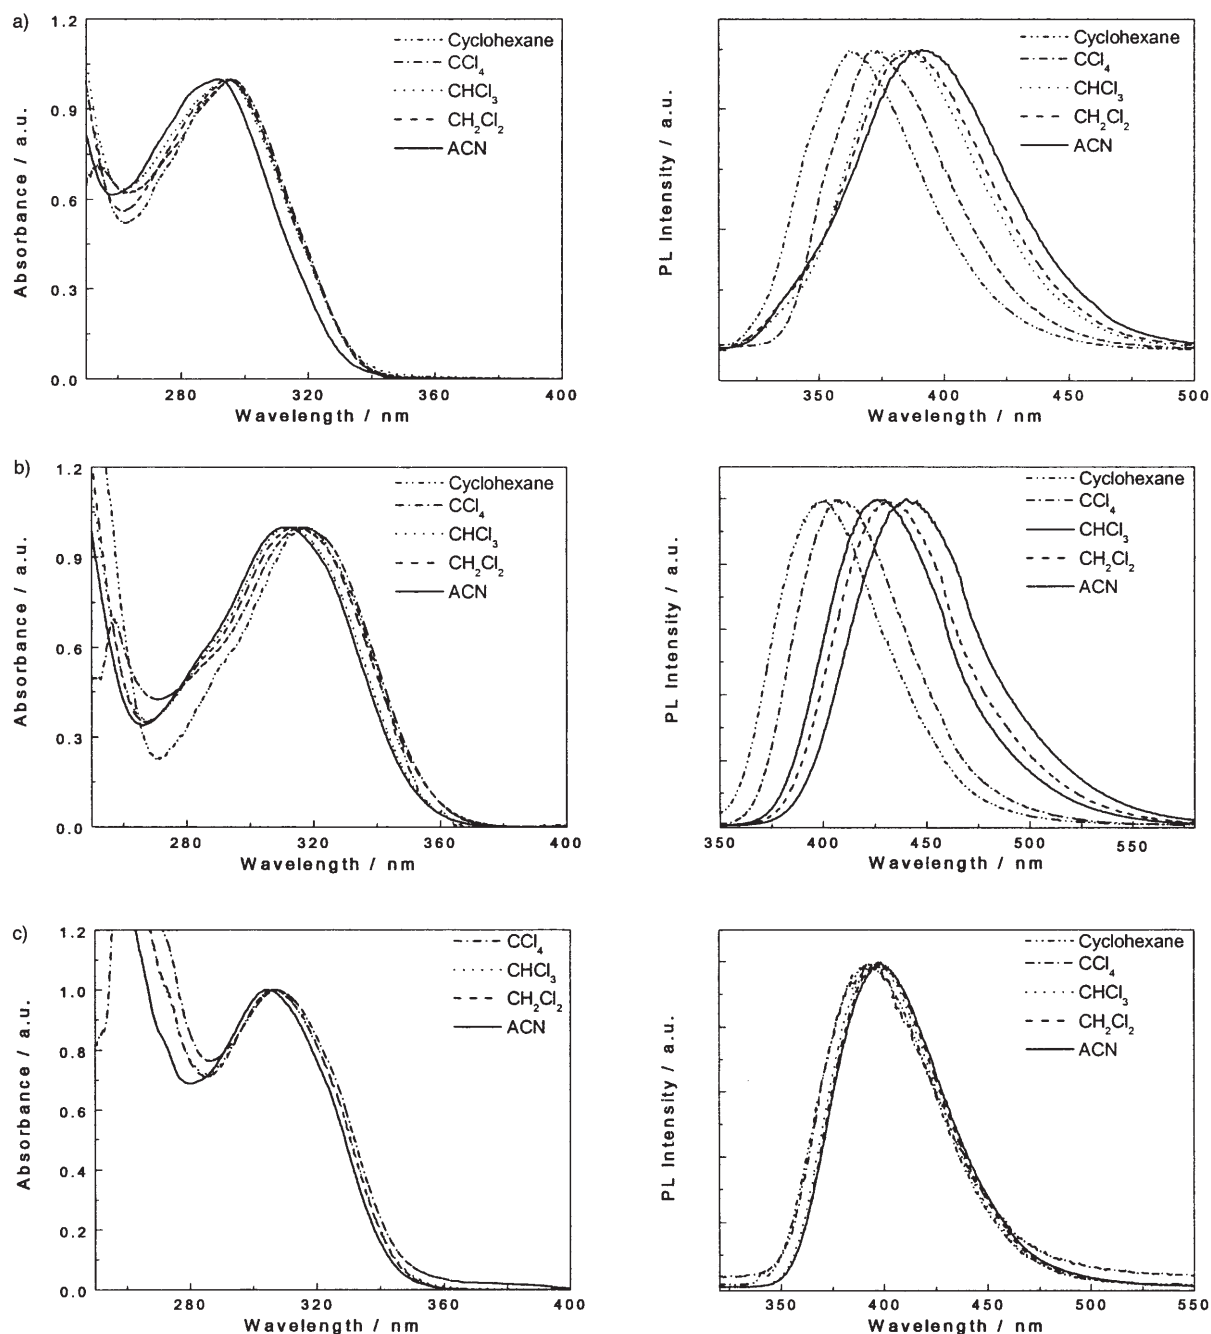 a)
1.2
0.9
0.6
0.3
0.0
Absorbance / a.u.
Cyclohexane
CCl₄
CHCl₃
CH₂Cl₂
ACN
280 320 360 400
Wavelength / nm
PL Intensity / a.u.
Cyclohexane
CCl₄
CHCl₃
CH₂Cl₂
ACN
350 400 450 500
Wavelength / nm
b)
1.2
0.9
0.6
0.3
0.0
Absorbance / a.u.
Cyclohexane
CCl₄
CHCl₃
CH₂Cl₂
ACN
280 320 360 400
Wavelength / nm
PL Intensity / a.u.
Cyclohexane
CCl₄
CHCl₃
CH₂Cl₂
ACN
350 400 450 500 550
Wavelength / nm
c)
1.2
1.0
0.8
0.6
0.4
0.2
0.0
Absorbance / a.u.
CCl₄
CHCl₃
CH₂Cl₂
ACN
280 320 360 400
Wavelength / nm
PL Intensity / a.u.
Cyclohexane
CCl₄
CHCl₃
CH₂Cl₂
ACN
350 400 450 500 550
Wavelength / nm